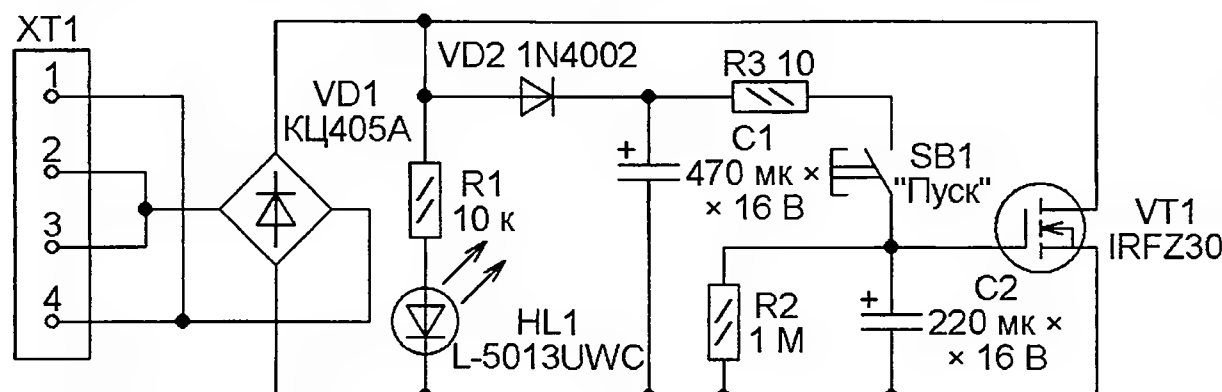 XT1
1
2
3
4
VD1
КЦ405А
VD2 1N4002
R1
10 к
HL1
L-5013UWC
R3 10
C1
470 мк ×
× 16 В
SB1
"Пуск"
R2
1 М
C2
220 мк ×
× 16 В
VT1
IRFZ30
+
+